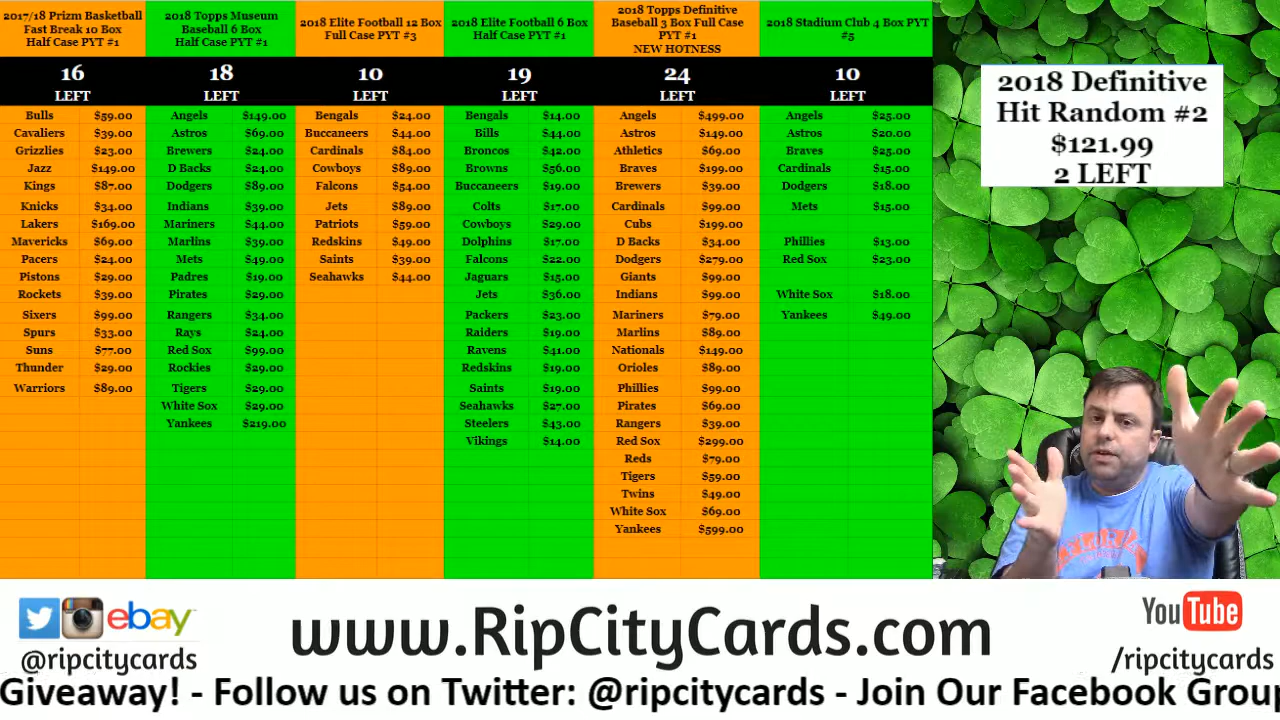 2017/18 Prizm Basketball
Fast Break 10 Box
Half Case PYT #1
16
LEFT
Bulls $59.00
Cavaliers $39.00
Grizzlies $23.00
Jazz $149.00
Kings $87.00
Knicks $34.00
Lakers $169.00
Mavericks $69.00
Pacers $24.00
Pistons $29.00
Rockets $39.00
Sixers $99.00
Spurs $33.00
Suns $77.00
Thunder $29.00
Warriors $89.00
2018 Topps Museum
Baseball 6 Box
Half Case PYT #1
18
LEFT
Angels $149.00
Astros $69.00
Brewers $24.00
D Backs $24.00
Dodgers $89.00
Indians $39.00
Mariners $44.00
Marlins $39.00
Mets $49.00
Padres $19.00
Pirates $29.00
Rangers $34.00
Rays $24.00
Red Sox $99.00
Rockies $29.00
Tigers $29.00
White Sox $29.00
Yankees $219.00
2018 Elite Football 12 Box
Full Case PYT #3
10
LEFT
Bengals $24.00
Buccaneers $44.00
Cardinals $84.00
Cowboys $89.00
Falcons $54.00
Jets $89.00
Patriots $59.00
Redskins $49.00
Saints $39.00
Seahawks $44.00
2018 Elite Football 6 Box
Half Case PYT #1
19
LEFT
Bengals $14.00
Bills $44.00
Broncos $42.00
Browns $56.00
Buccaneers $19.00
Colts $17.00
Cowboys $29.00
Dolphins $17.00
Falcons $22.00
Jaguars $15.00
Jets $36.00
Packers $23.00
Raiders $19.00
Ravens $41.00
Redskins $19.00
Saints $19.00
Seahawks $27.00
Steelers $43.00
Vikings $14.00
2018 Topps Definitive
Baseball 3 Box Full Case
PYT #1
NEW HOTNESS
24
LEFT
Angels $499.00
Astros $149.00
Athletics $69.00
Braves $199.00
Brewers $39.00
Cardinals $99.00
Cubs $199.00
D Backs $34.00
Dodgers $279.00
Giants $99.00
Indians $99.00
Mariners $79.00
Marlins $89.00
Nationals $149.00
Orioles $89.00
Phillies $99.00
Pirates $69.00
Rangers $39.00
Red Sox $299.00
Reds $79.00
Tigers $59.00
Twins $49.00
White Sox $69.00
Yankees $599.00
2018 Stadium Club 4 Box PYT
#5
10
LEFT
Angels $25.00
Astros $20.00
Braves $25.00
Cardinals $15.00
Dodgers $18.00
Mets $15.00
Phillies $13.00
Red Sox $23.00
White Sox $18.00
Yankees $49.00
2018 Definitive
Hit Random #2
$121.99
2 LEFT
ebay
@ripcitycards
www.RipCityCards.com
YouTube
/ripcitycards
Giveaway! - Follow us on Twitter: @ripcitycards - Join Our Facebook Group